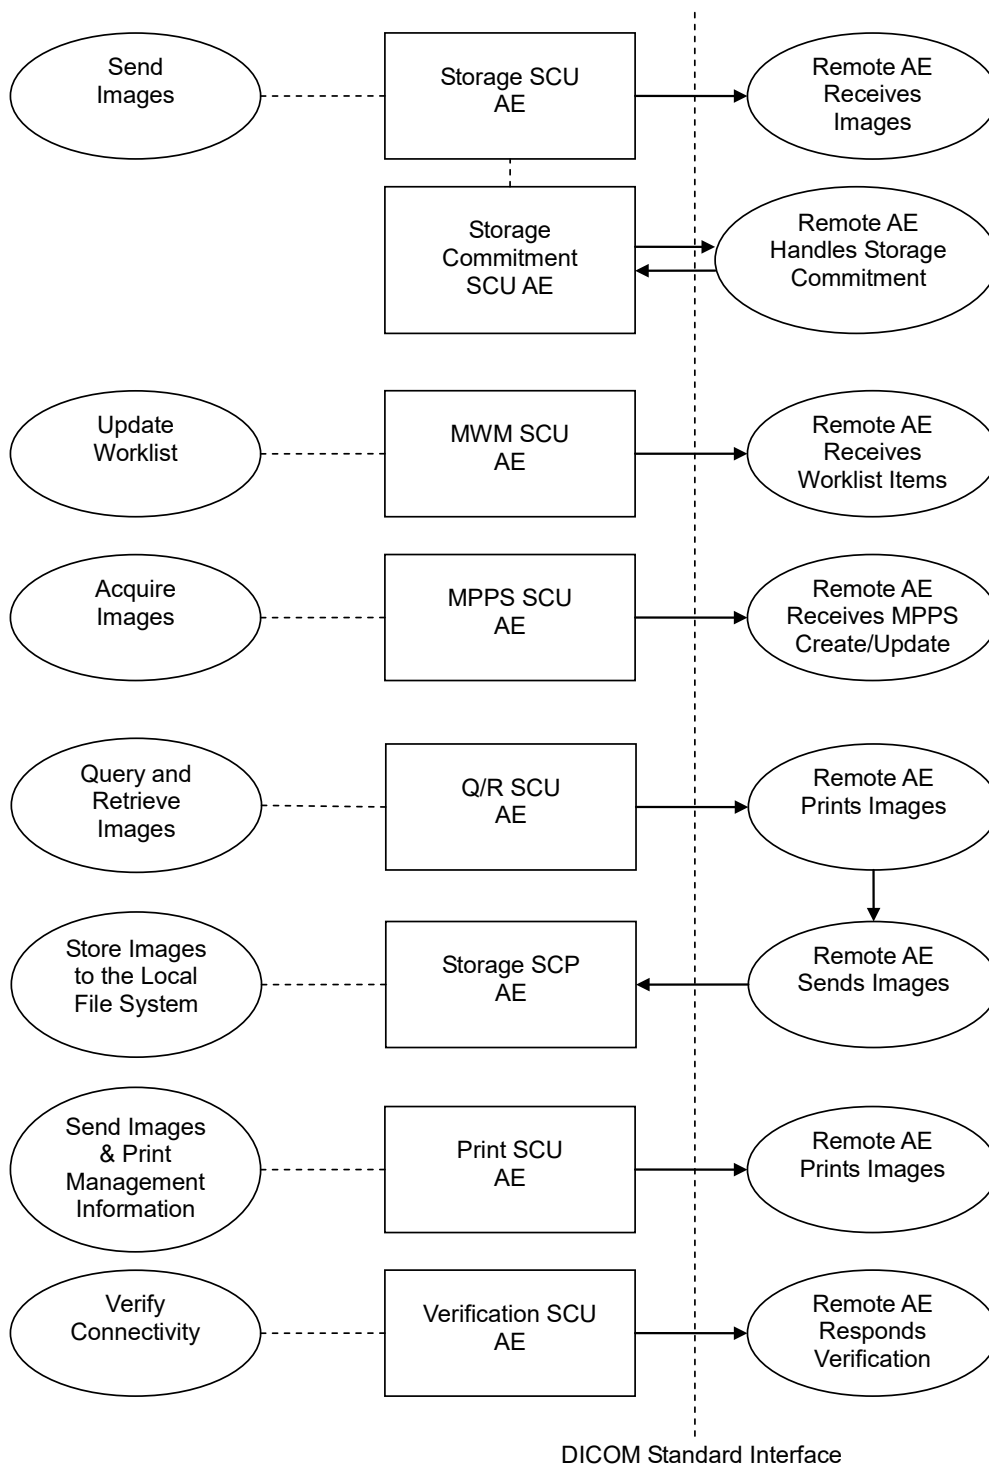 Send
Images
Storage SCU
AE
Remote AE
Receives
Images
Storage
Commitment
SCU AE
Remote AE
Handles Storage
Commitment
Update
Worklist
MWM SCU
AE
Remote AE
Receives
Worklist Items
Acquire
Images
MPPS SCU
AE
Remote AE
Receives MPPS
Create/Update
Query and
Retrieve
Images
Q/R SCU
AE
Remote AE
Prints Images
Store Images
to the Local
File System
Storage SCP
AE
Remote AE
Sends Images
Send Images
& Print
Management
Information
Print SCU
AE
Remote AE
Prints Images
Verify
Connectivity
Verification SCU
AE
Remote AE
Responds
Verification
DICOM Standard Interface